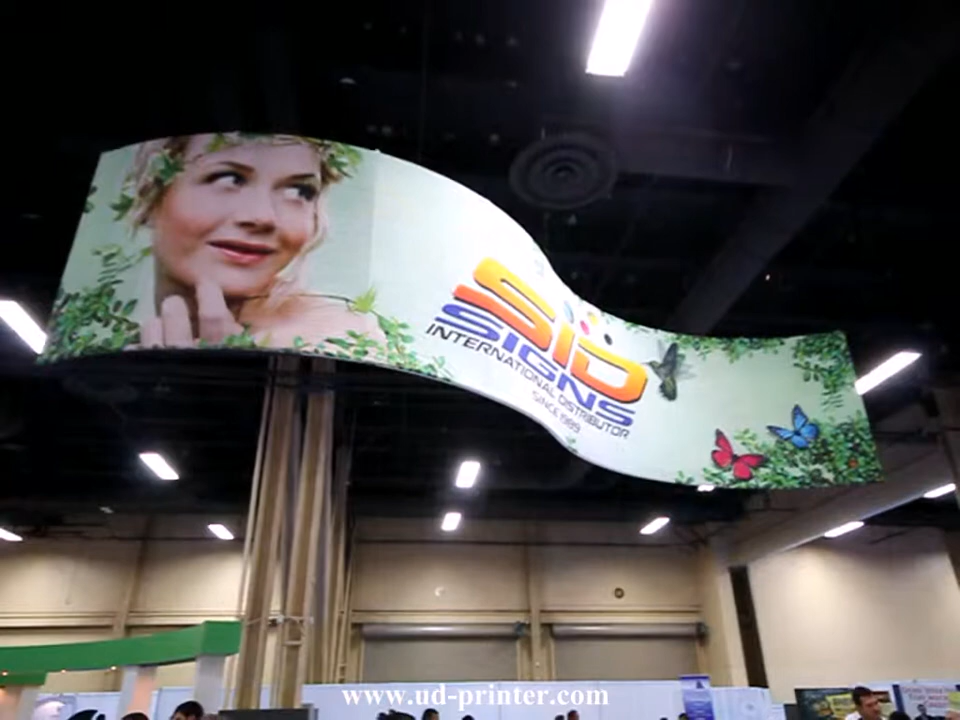 SID
SIGNS
INTERNATIONAL DISTRIBUTOR
SINCE 1989
www.ud-printer.com